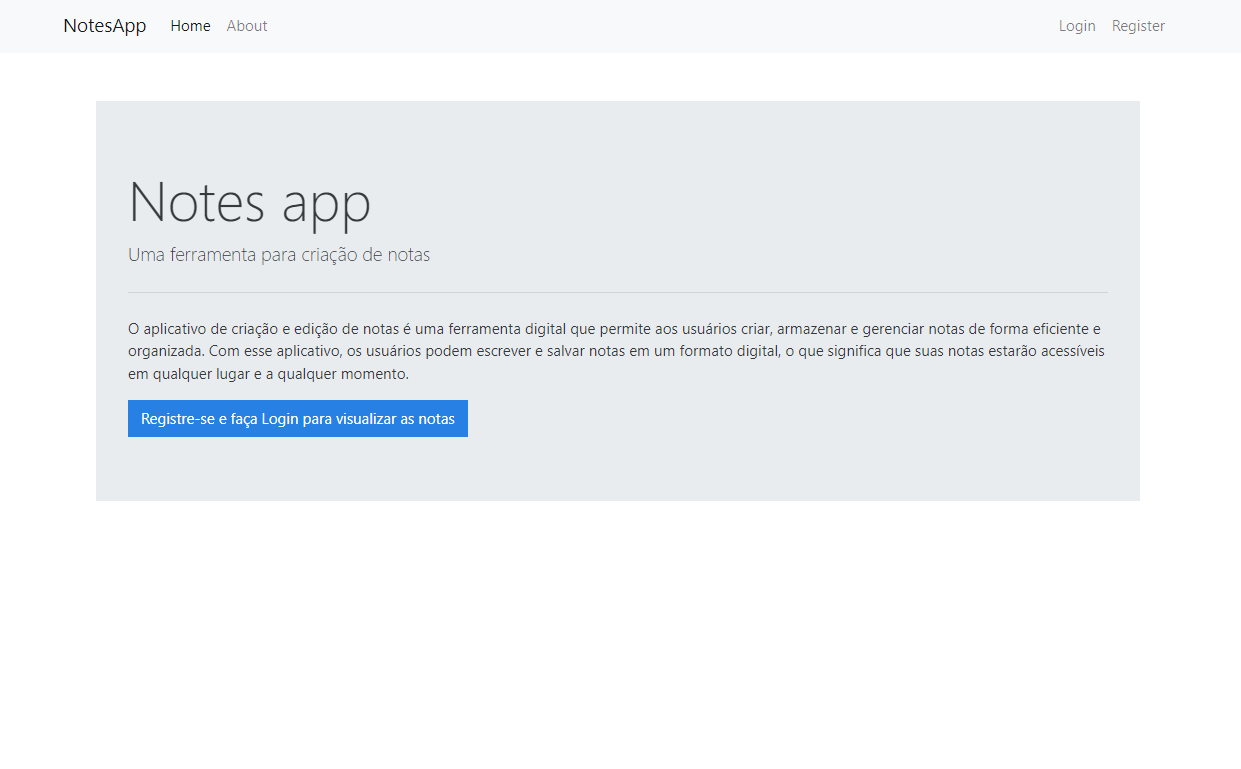 NotesApp Home About Login Register
Notes app
Uma ferramenta para criação de notas
O aplicativo de criação e edição de notas é uma ferramenta digital que permite aos usuários criar, armazenar e gerenciar notas de forma eficiente e
organizada. Com esse aplicativo, os usuários podem escrever e salvar notas em um formato digital, o que significa que suas notas estarão acessíveis
em qualquer lugar e a qualquer momento.
Registre-se e faça Login para visualizar as notas